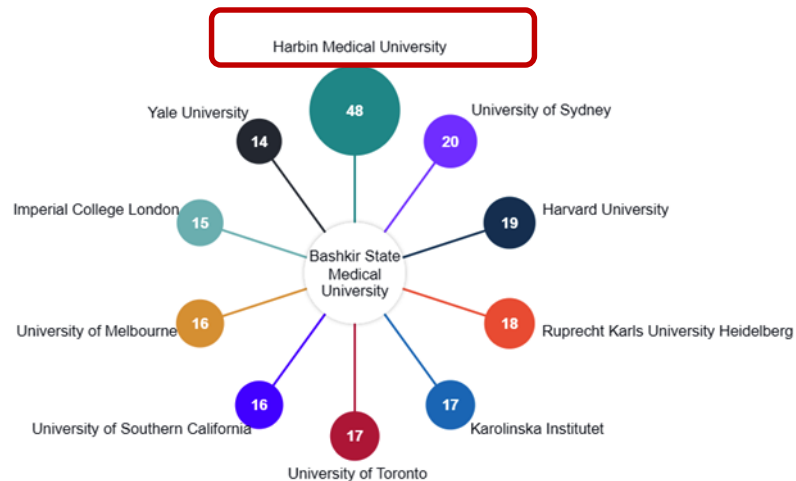 Harbin Medical University
48
University of Sydney
20
Harvard University
19
Ruprecht Karls University Heidelberg
18
Karolinska Institutet
17
University of Toronto
17
University of Southern California
16
University of Melbourne
16
Imperial College London
15
Yale University
14
Bashkir State
Medical
University